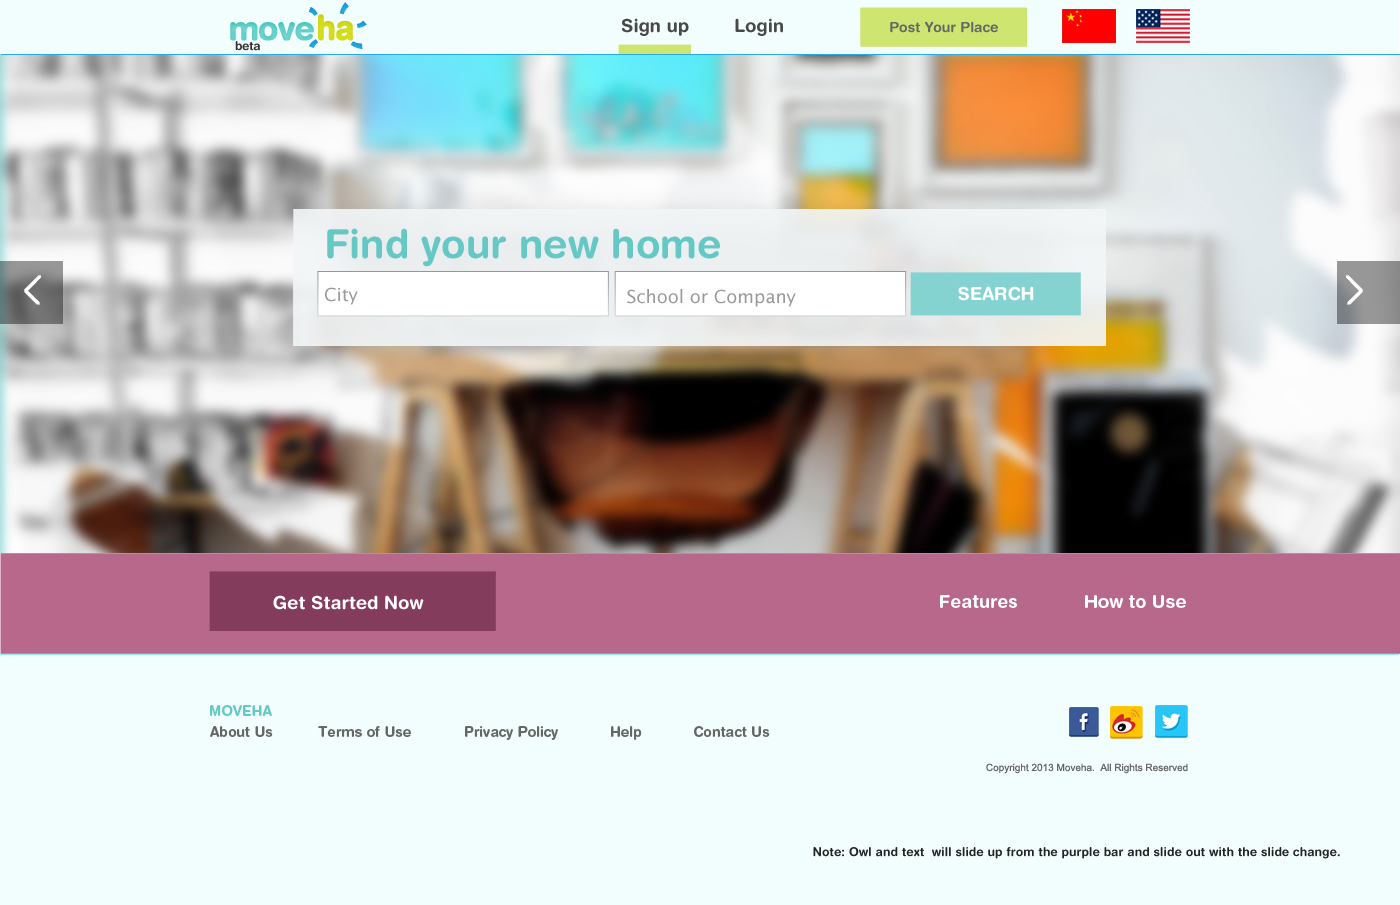 moveha
beta
Sign up
Login
Post Your Place
Find your new home
City
School or Company
SEARCH
Get Started Now
Features
How to Use
MOVEHA
About Us
Terms of Use
Privacy Policy
Help
Contact Us
f
Copyright 2013 Moveha. All Rights Reserved
Note: Owl and text will slide up from the purple bar and slide out with the slide change.